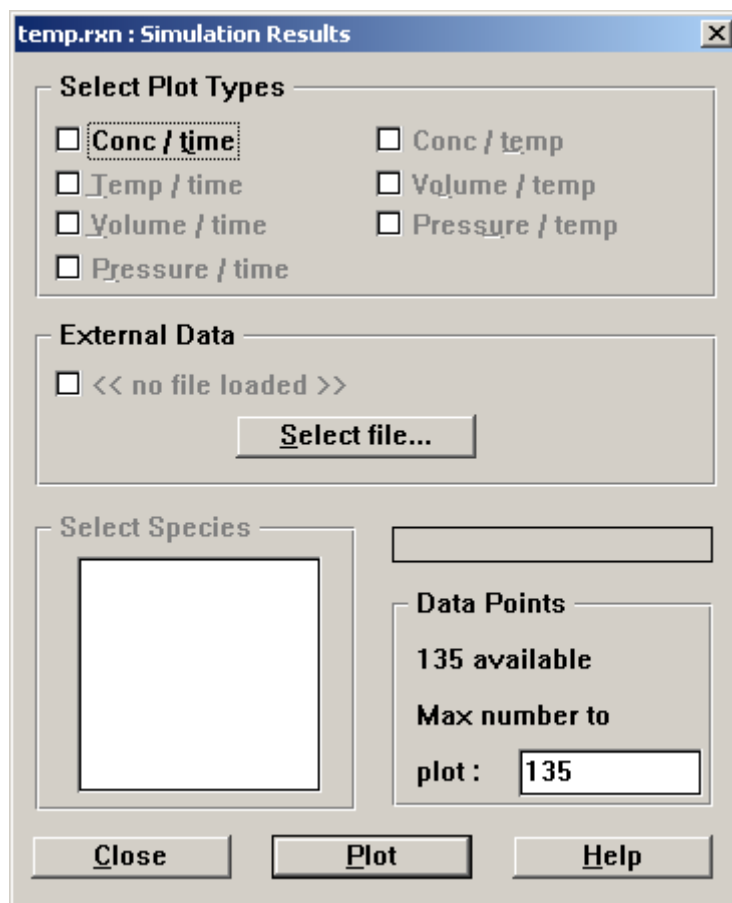 temp.rxn : Simulation Results
Select Plot Types
Conc / time
Conc / temp
Temp / time
Volume / temp
Volume / time
Pressure / temp
Pressure / time
External Data
<< no file loaded >>
Select file...
Select Species
Data Points
135 available
Max number to
plot : 135
Close Plot Help